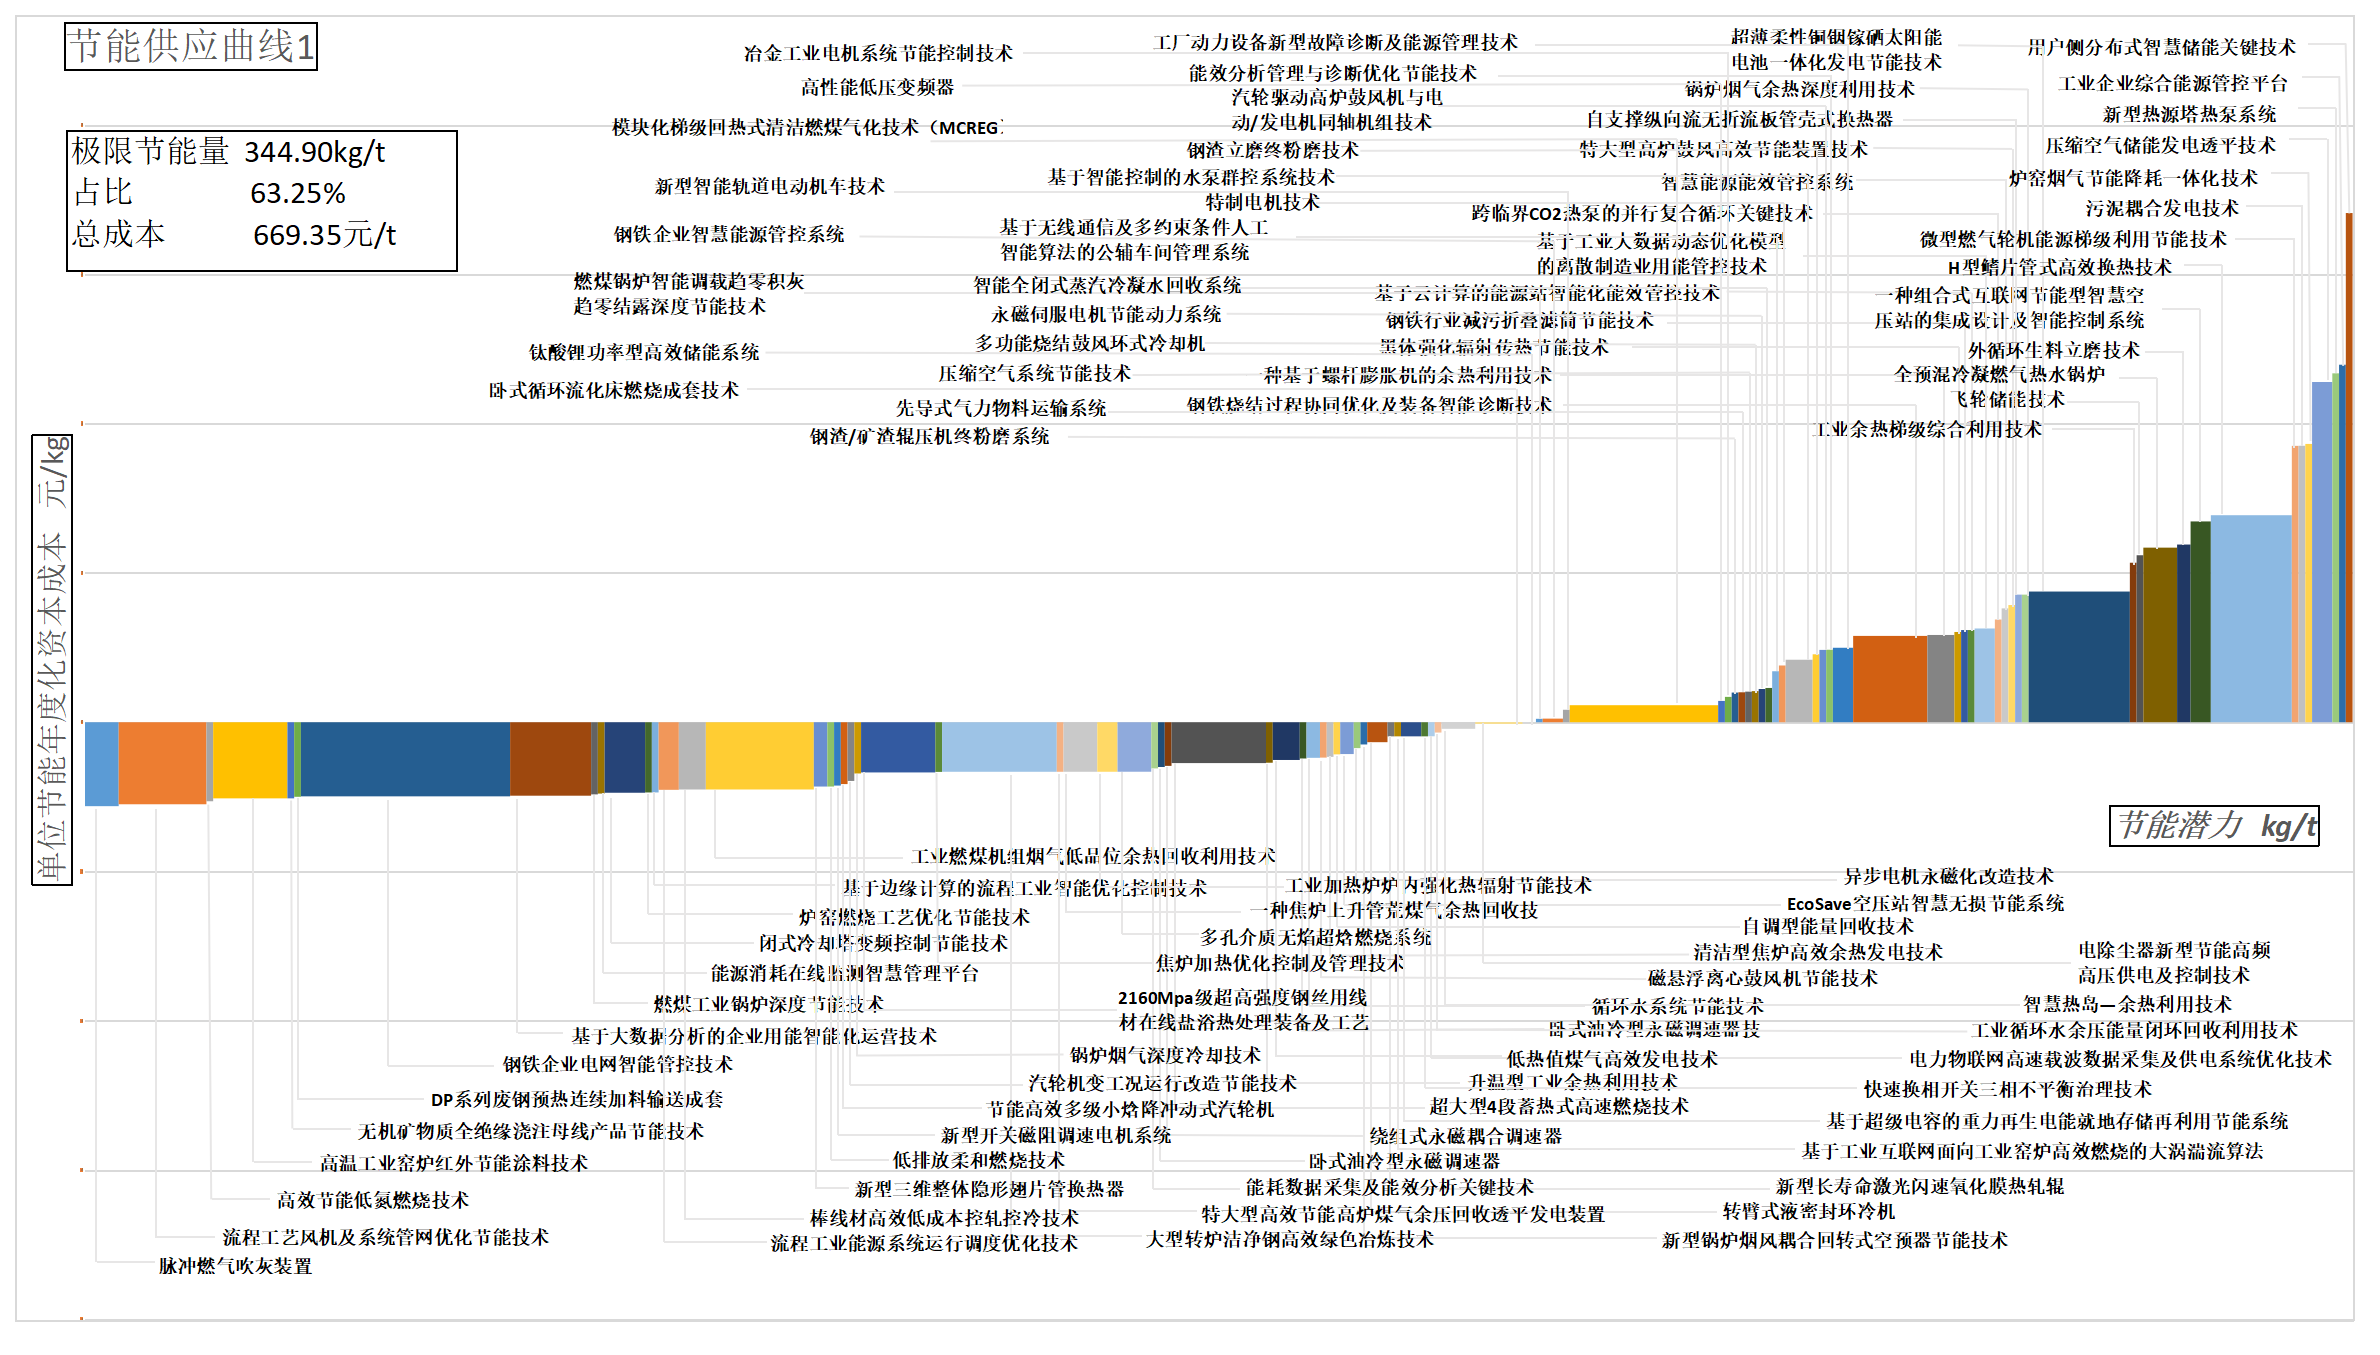 节能供应曲线1
极限节能量 344.90kg/t
占比 63.25%
总成本 669.35元/t
单位节能年度化资本成本 元/kg
节能潜力 kg/t
冶金工业电机系统节能控制技术
高性能低压变频器
模块化梯级回热式清洁燃煤气化技术（MCREG）
新型智能轨道电动机车技术
钢铁企业智慧能源管控系统
燃煤锅炉智能调载趋零积灰
趋零结露深度节能技术
钛酸锂功率型高效储能系统
卧式循环流化床燃烧成套技术
工厂动力设备新型故障诊断及能源管理技术
能效分析管理与诊断优化节能技术
汽轮驱动高炉鼓风机与电
动/发电机同轴机组技术
钢渣立磨终粉磨技术
基于智能控制的水泵群控系统技术
特制电机技术
基于无线通信及多约束条件人工
智能算法的公辅车间管理系统
智能全闭式蒸汽冷凝水回收系统
永磁伺服电机节能动力系统
多功能烧结鼓风环式冷却机
压缩空气系统节能技术
先导式气力物料运输系统
钢渣/矿渣辊压机终粉磨系统
超薄柔性铜铟镓硒太阳能
电池一体化发电节能技术
锅炉烟气余热深度利用技术
自支撑纵向流无折流板管壳式换热器
特大型高炉鼓风高效节能装置技术
智慧能源能效管控系统
跨临界CO2热泵的并行复合循环关键技术
基于工业大数据动态优化模型
的离散制造业用能管控技术
基于云计算的能源站智能化能效管控技术
钢铁行业减污折叠滤筒节能技术
黑体强化辐射传热节能技术
一种基于螺杆膨胀机的余热利用技术
钢铁烧结过程协同优化及装备智能诊断技术
用户侧分布式智慧储能关键技术
工业企业综合能源管控平台
新型热源塔热泵系统
压缩空气储能发电透平技术
炉窑烟气节能降耗一体化技术
污泥耦合发电技术
微型燃气轮机能源梯级利用节能技术
H型鳍片管式高效换热技术
一种组合式互联网节能型智慧空
压站的集成设计及智能控制系统
外循环生料立磨技术
全预混冷凝燃气热水锅炉
飞轮储能技术
工业余热梯级综合利用技术
工业燃煤机组烟气低品位余热回收利用技术
基于边缘计算的流程工业智能优化控制技术
炉窑燃烧工艺优化节能技术
闭式冷却塔变频控制节能技术
能源消耗在线监测智慧管理平台
燃煤工业锅炉深度节能技术
基于大数据分析的企业用能智能化运营技术
钢铁企业电网智能管控技术
DP系列废钢预热连续加料输送成套
无机矿物质全绝缘浇注母线产品节能技术
高温工业窑炉红外节能涂料技术
高效节能低氮燃烧技术
流程工艺风机及系统管网优化节能技术
脉冲燃气吹灰装置
工业加热炉炉内强化热辐射节能技术
一种焦炉上升管荒煤气余热回收技
多孔介质无焰超焓燃烧系统
焦炉加热优化控制及管理技术
2160Mpa级超高强度钢丝用线
材在线盐浴热处理装备及工艺
锅炉烟气深度冷却技术
汽轮机变工况运行改造节能技术
节能高效多级小焓降冲动式汽轮机
新型开关磁阻调速电机系统
低排放柔和燃烧技术
新型三维整体隐形翅片管换热器
棒线材高效低成本控轧控冷技术
流程工业能源系统运行调度优化技术
异步电机永磁化改造技术
EcoSave空压站智慧无损节能系统
自调型能量回收技术
清洁型焦炉高效余热发电技术
磁悬浮离心鼓风机节能技术
循环水系统节能技术
卧式油冷型永磁调速器技
低热值煤气高效发电技术
升温型工业余热利用技术
超大型4段蓄热式高速燃烧技术
绕组式永磁耦合调速器
卧式油冷型永磁调速器
能耗数据采集及能效分析关键技术
特大型高效节能高炉煤气余压回收透平发电装置
大型转炉洁净钢高效绿色冶炼技术
电除尘器新型节能高频
高压供电及控制技术
智慧热岛—余热利用技术
工业循环水余压能量闭环回收利用技术
电力物联网高速载波数据采集及供电系统优化技术
快速换相开关三相不平衡治理技术
基于超级电容的重力再生电能就地存储再利用节能系统
基于工业互联网面向工业窑炉高效燃烧的大涡湍流算法
新型长寿命激光闪速氧化膜热轧辊
转臂式液密封环冷机
新型锅炉烟风耦合回转式空预器节能技术